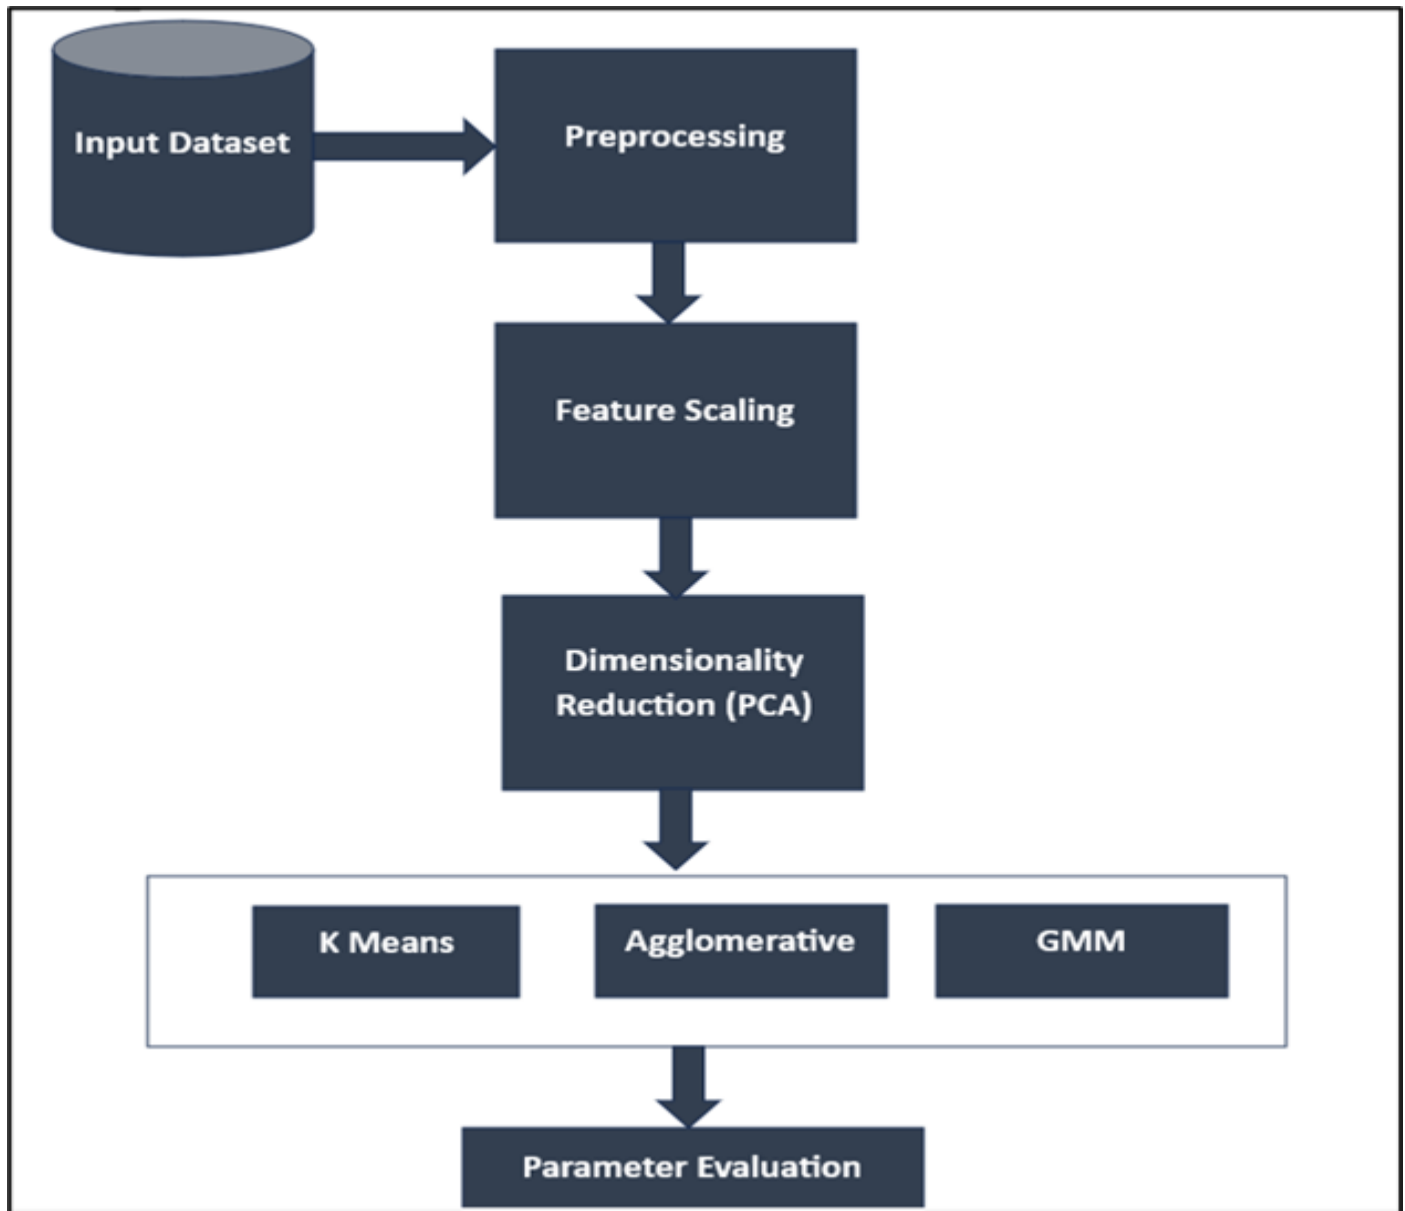 Input Dataset
Preprocessing
Feature Scaling
Dimensionality
Reduction (PCA)
K Means
Agglomerative
GMM
Parameter Evaluation